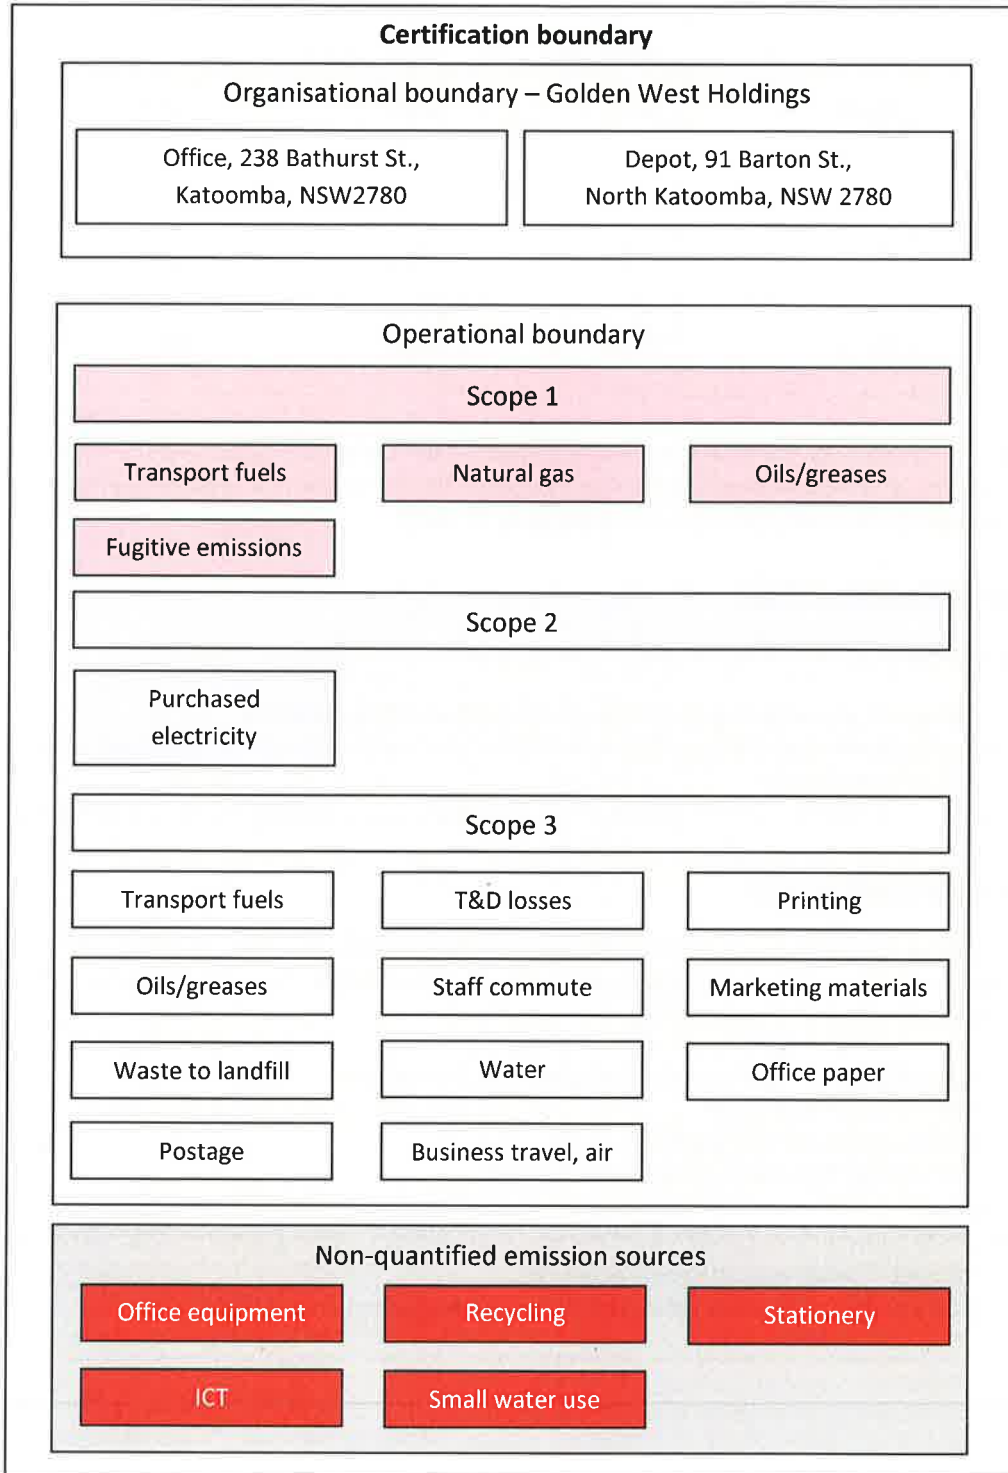 Certification boundary
Organisational boundary – Golden West Holdings
Office, 238 Bathurst St.,
Katoomba, NSW2780
Depot, 91 Barton St.,
North Katoomba, NSW 2780
Operational boundary
Scope 1
Transport fuels
Natural gas
Oils/greases
Fugitive emissions
Scope 2
Purchased
electricity
Scope 3
Transport fuels
T&D losses
Printing
Oils/greases
Staff commute
Marketing materials
Waste to landfill
Water
Office paper
Postage
Business travel, air
Non-quantified emission sources
Office equipment
Recycling
Stationery
ICT
Small water use